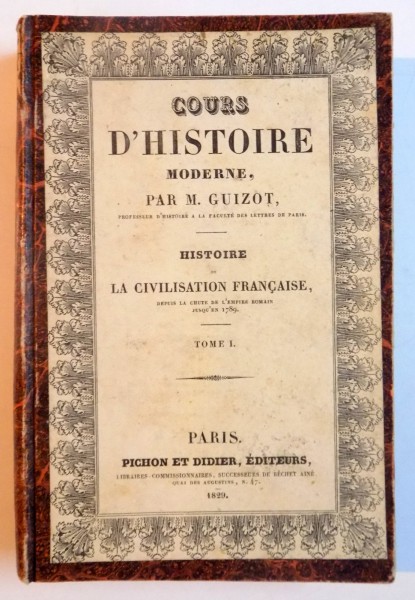 COURS
D'HISTOIRE
MODERNE,
PAR M. GUIZOT,
PROFESSEUR D'HISTOIRE A LA FACULTÉ DES LETTRES DE PARIS.
HISTOIRE
DE
LA CIVILISATION FRANÇAISE,
DEPUIS LA CHUTE DE L'EMPIRE ROMAIN
JUSQU'EN 1789.
TOME I.
PARIS.
PICHON ET DIDIER, ÉDITEURS,
LIBRAIRES-COMMISSIONNAIRES, SUCCESSEURS DE BÉCHET AINÉ
QUAI DES AUGUSTINS, N. 47.
1829.